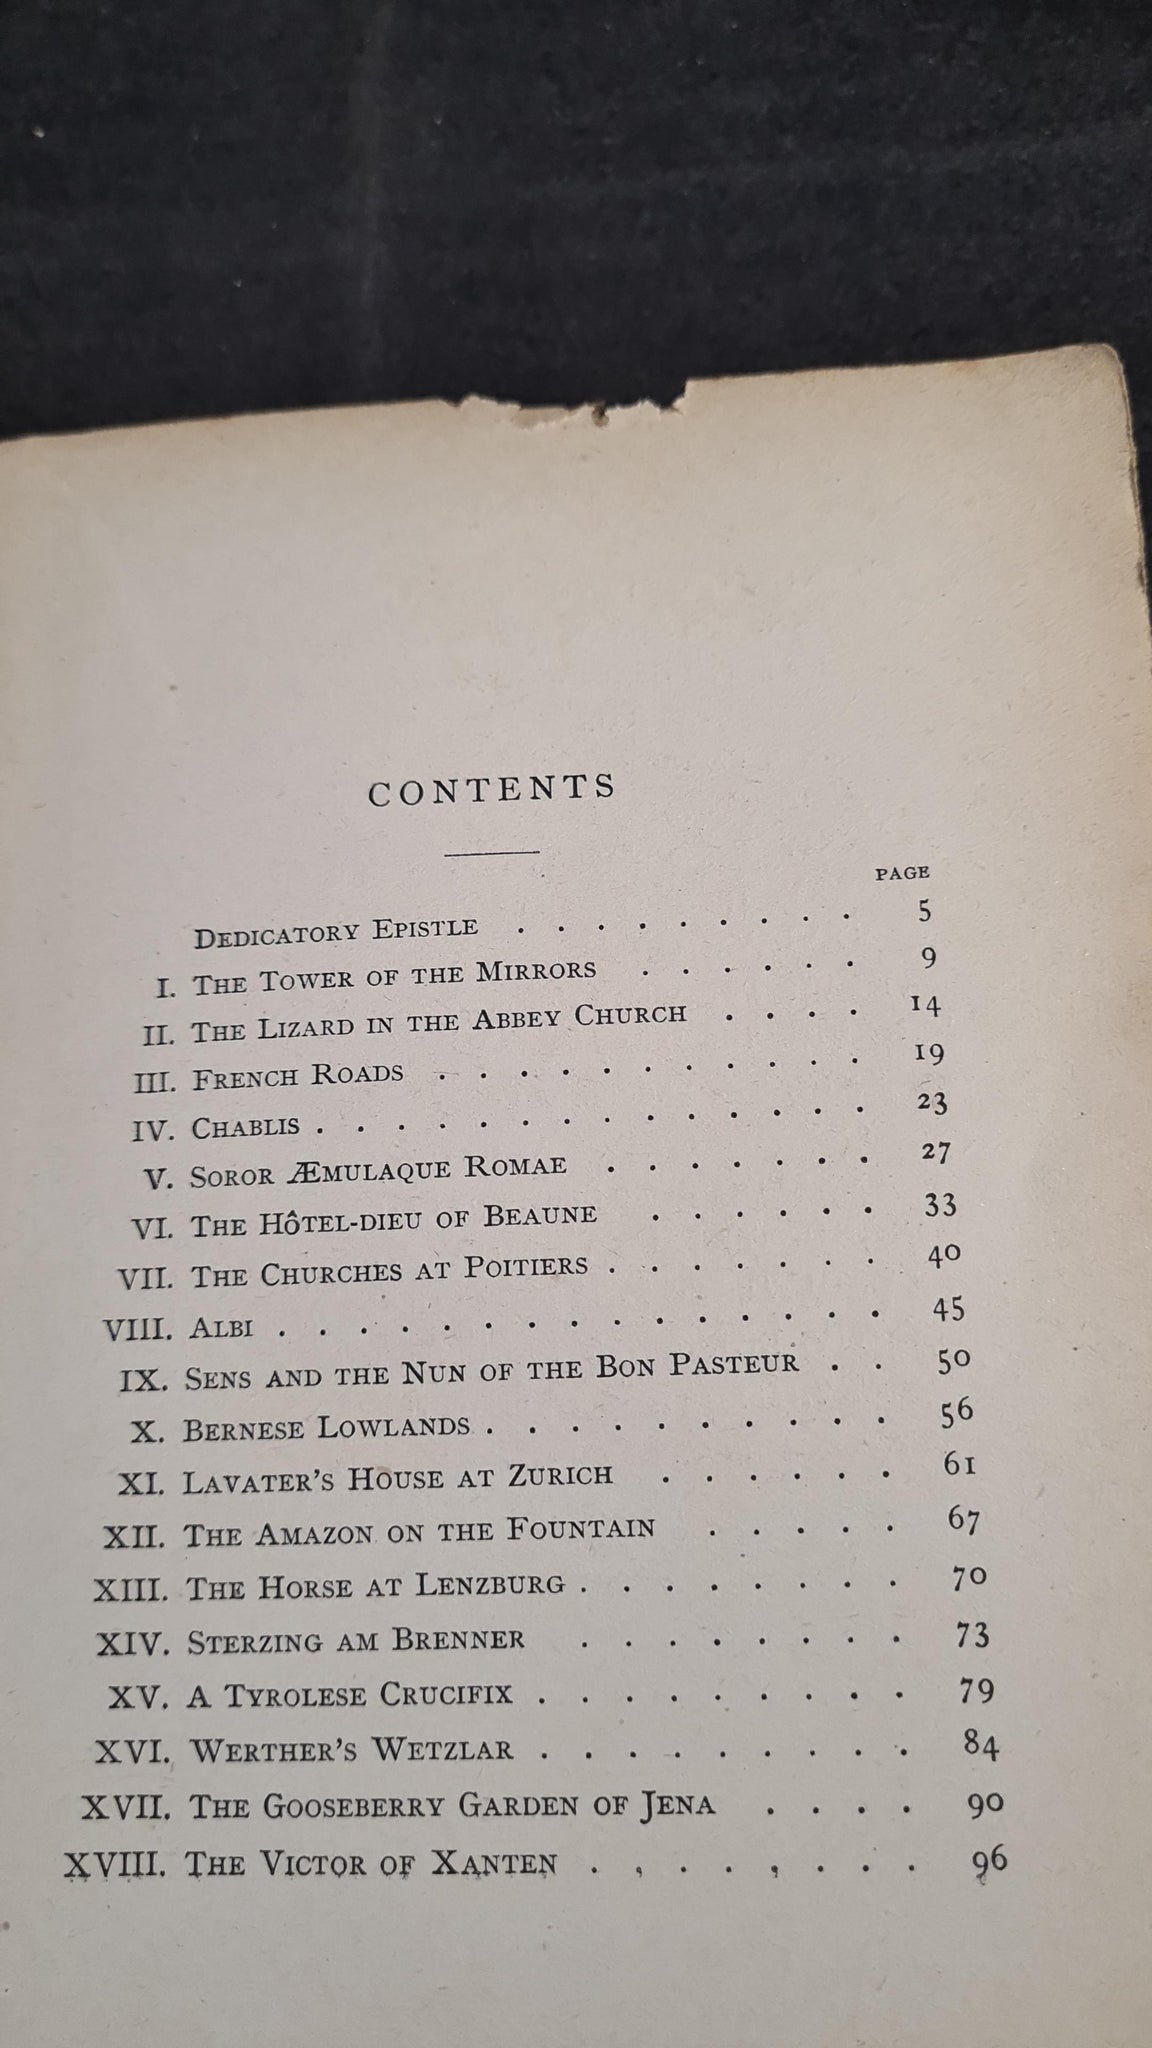 CONTENTS
PAGE
DEDICATORY EPISTLE . . . . . . . . . 5
I. THE TOWER OF THE MIRRORS . . . . . . 9
II. THE LIZARD IN THE ABBEY CHURCH . . . . 14
III. FRENCH ROADS . . . . . . . . . . . 19
IV. CHABLIS . . . . . . . . . . . . . . 23
V. SOROR ÆMULAQUE ROMAE . . . . . . . 27
VI. THE HÔTEL-DIEU OF BEAUNE . . . . . . 33
VII. THE CHURCHES AT POITIERS . . . . . . . 40
VIII. ALBI . . . . . . . . . . . . . . . 45
IX. SENS AND THE NUN OF THE BON PASTEUR . . 50
X. BERNESE LOWLANDS . . . . . . . . . . 56
XI. LAVATER'S HOUSE AT ZURICH . . . . . . 61
XII. THE AMAZON ON THE FOUNTAIN . . . . . 67
XIII. THE HORSE AT LENZBURG . . . . . . . . 70
XIV. STERZING AM BRENNER . . . . . . . . 73
XV. A TYROLESE CRUCIFIX . . . . . . . . . 79
XVI. WERTHER'S WETZLAR . . . . . . . . . 84
XVII. THE GOOSEBERRY GARDEN OF JENA . . . . 90
XVIII. THE VICTOR OF XANTEN . . . . . . . . 96